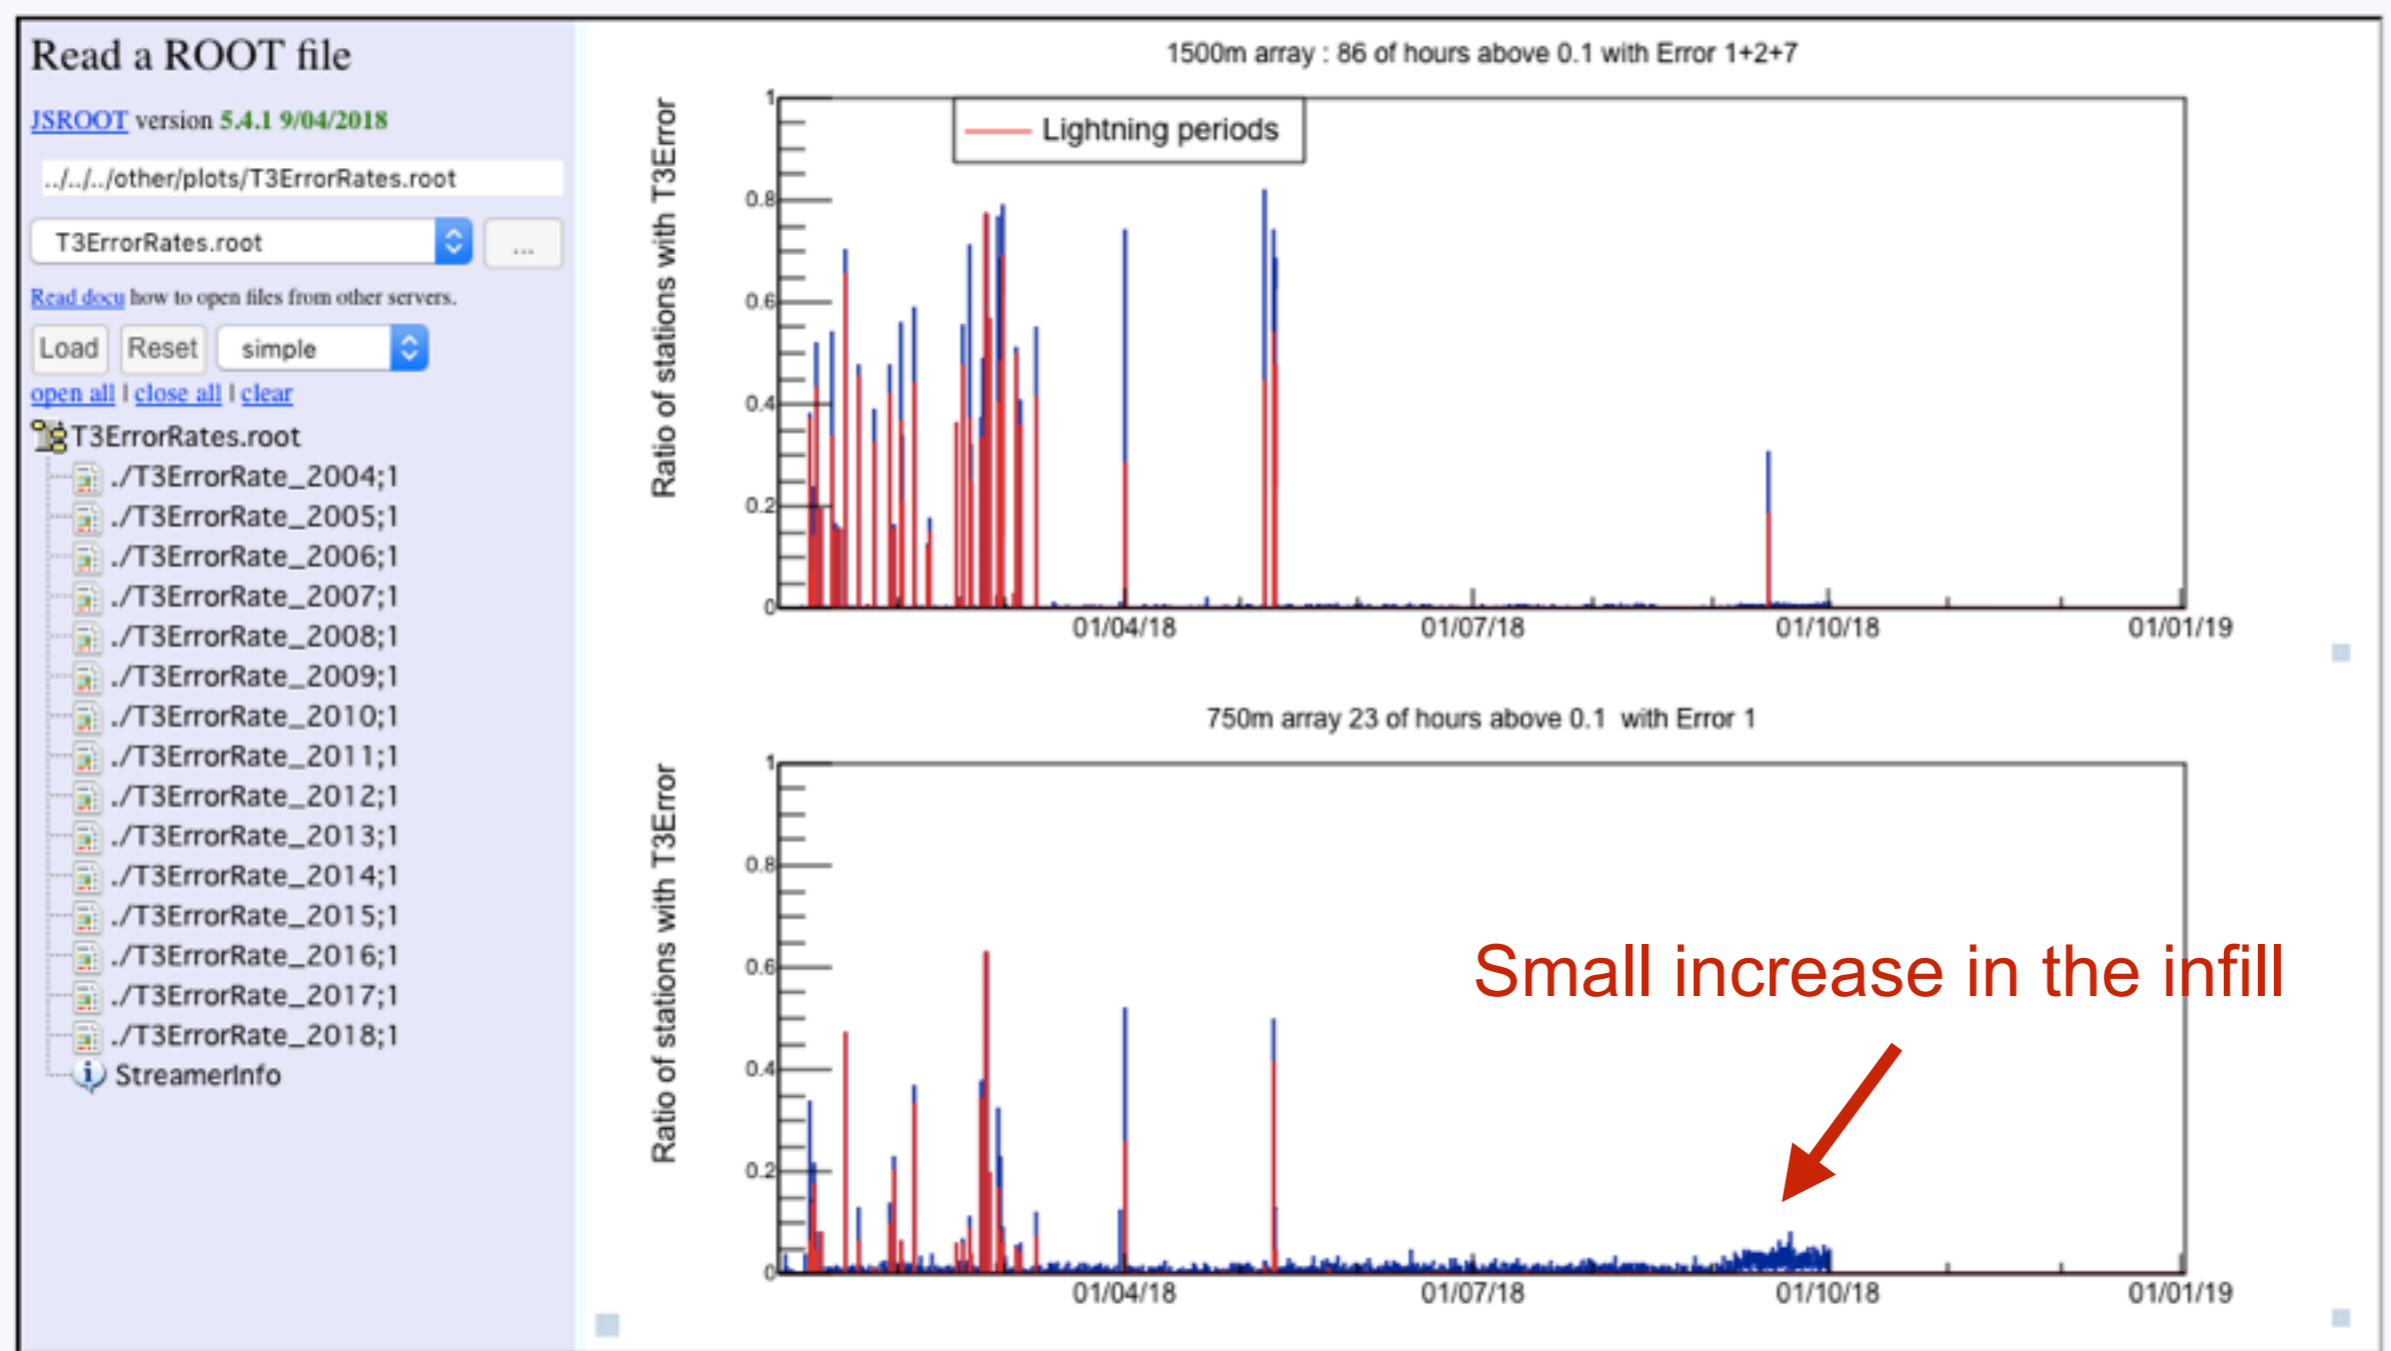 Read a ROOT file
JSROOT version 5.4.1 9/04/2018
../../../other/plots/T3ErrorRates.root
T3ErrorRates.root
...
Read docu how to open files from other servers.
Load Reset simple
open all | close all | clear
T3ErrorRates.root
./T3ErrorRate_2004;1
./T3ErrorRate_2005;1
./T3ErrorRate_2006;1
./T3ErrorRate_2007;1
./T3ErrorRate_2008;1
./T3ErrorRate_2009;1
./T3ErrorRate_2010;1
./T3ErrorRate_2011;1
./T3ErrorRate_2012;1
./T3ErrorRate_2013;1
./T3ErrorRate_2014;1
./T3ErrorRate_2015;1
./T3ErrorRate_2016;1
./T3ErrorRate_2017;1
./T3ErrorRate_2018;1
StreamerInfo
1500m array : 86 of hours above 0.1 with Error 1+2+7
Ratio of stations with T3Error
Lightning periods
1
0.8
0.6
0.4
0.2
0
01/04/18 01/07/18 01/10/18 01/01/19
750m array 23 of hours above 0.1 with Error 1
Ratio of stations with T3Error
1
0.8
0.6
0.4
0.2
0
Small increase in the infill
01/04/18 01/07/18 01/10/18 01/01/19